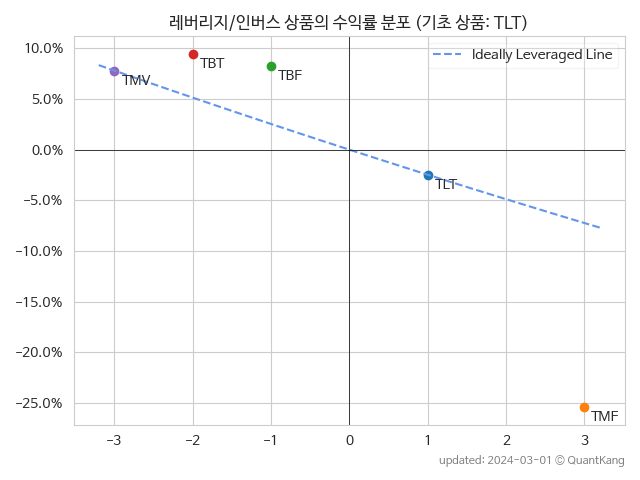 레버리지/인버스 상품의 수익률 분포 (기초 상품: TLT)
10.0%
5.0%
0.0%
−5.0%
−10.0%
−15.0%
−20.0%
−25.0%
Ideally Leveraged Line
TMV
TBT
TBF
TLT
TMF
−3
−2
−1
0
1
2
3
updated: 2024-03-01 © QuantKang